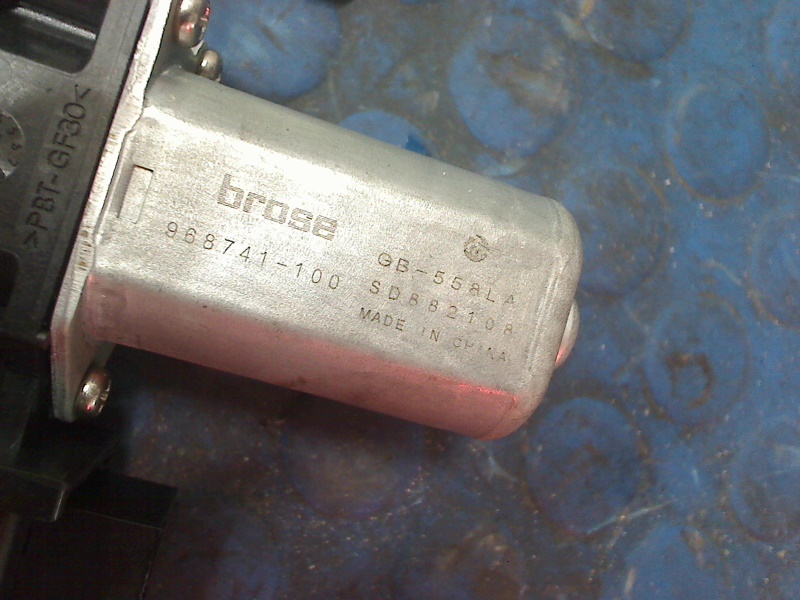 >PBT-GF30<
brose
968741-100
GB-558LA
SD882108
MADE IN CHINA